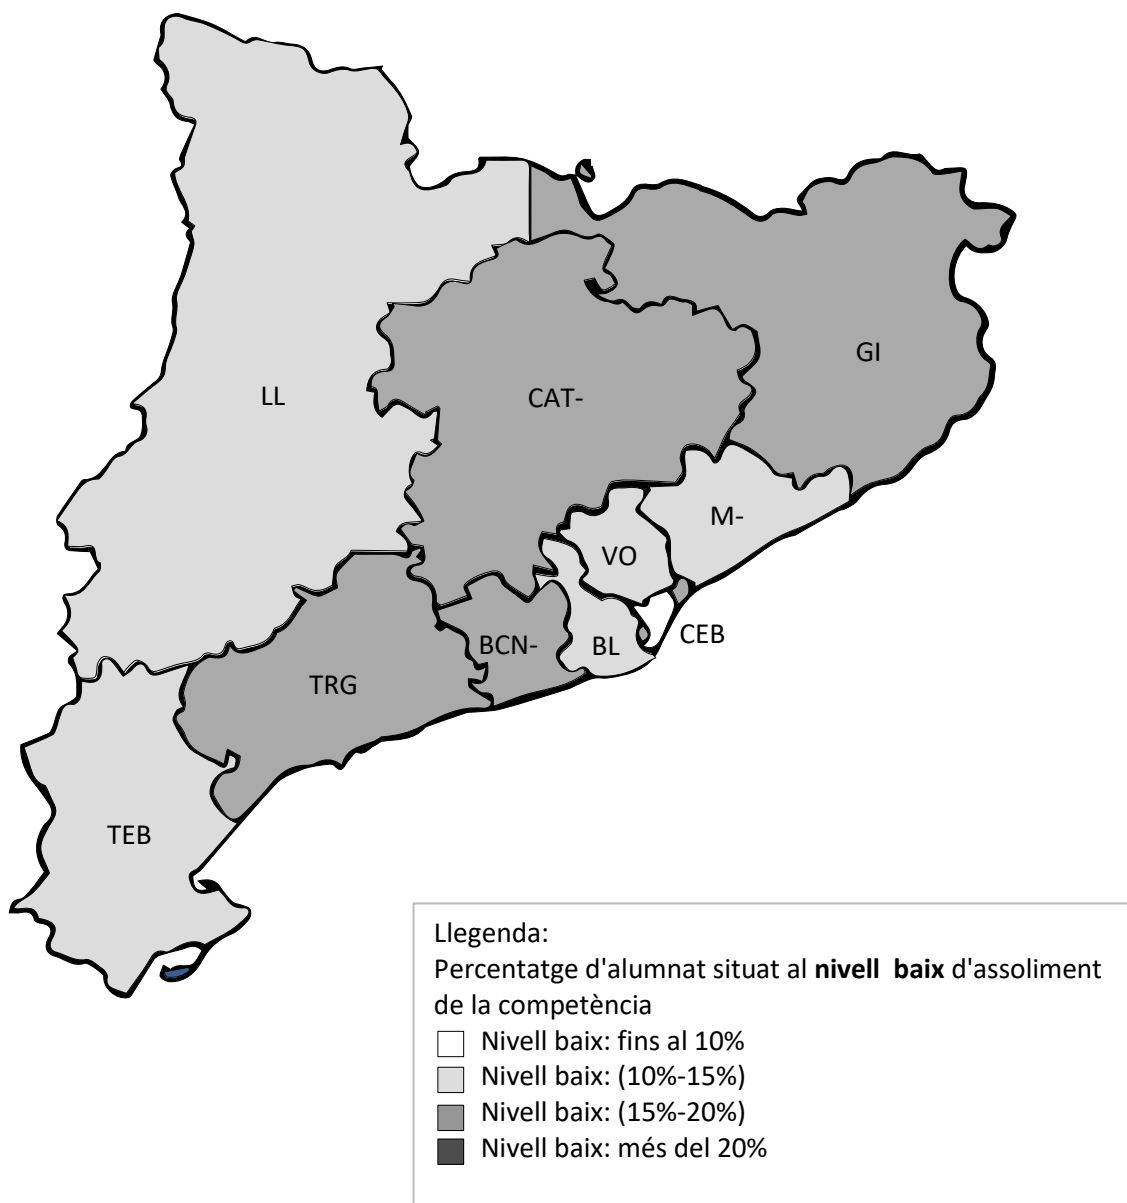 GI
LL
CAT-
M-
VO
CEB
BCN-
BL
TRG
TEB
Llegenda:
Percentatge d'alumnat situat al nivell baix d'assoliment
de la competència
Nivell baix: fins al 10%
Nivell baix: (10%-15%)
Nivell baix: (15%-20%)
Nivell baix: més del 20%